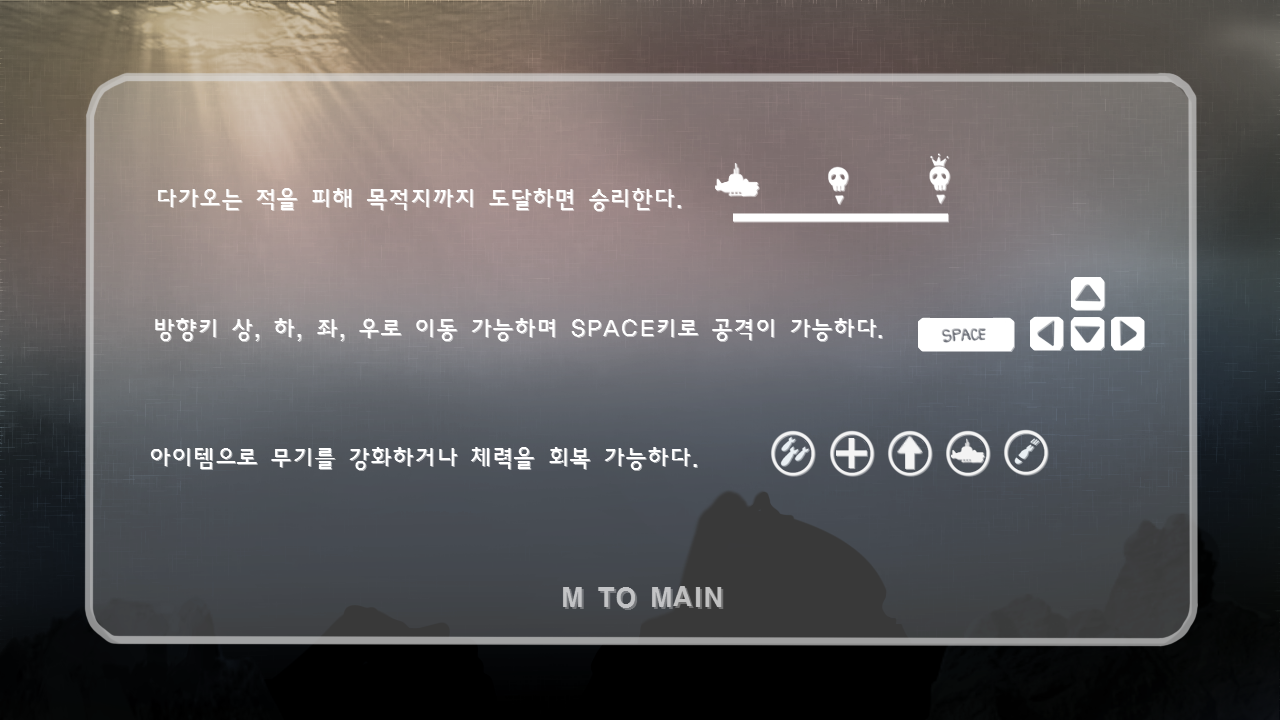 다가오는 적을 피해 목적지까지 도달하면 승리한다.
방향키 상, 하, 좌, 우로 이동 가능하며 SPACE키로 공격이 가능하다.
SPACE
아이템으로 무기를 강화하거나 체력을 회복 가능하다.
M TO MAIN